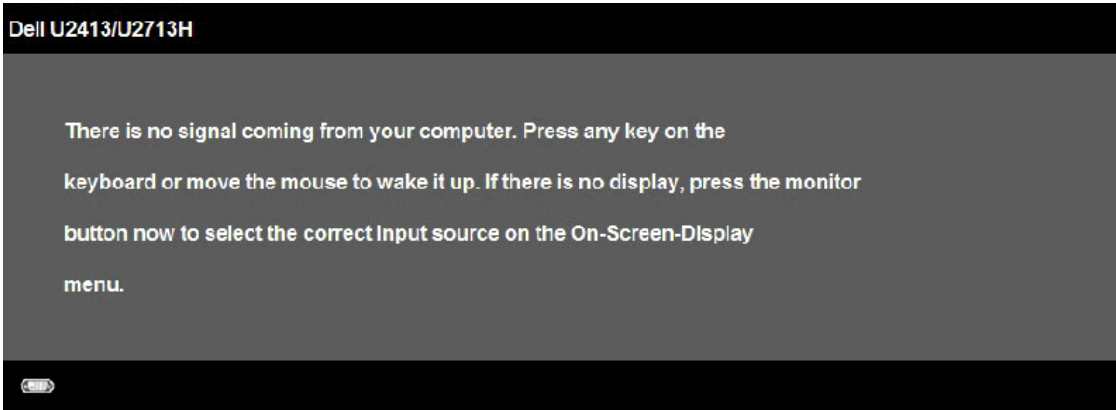 Dell U2413/U2713H
There is no signal coming from your computer. Press any key on the
keyboard or move the mouse to wake it up. If there is no display, press the monitor
button now to select the correct input source on the On-Screen-Display
menu.